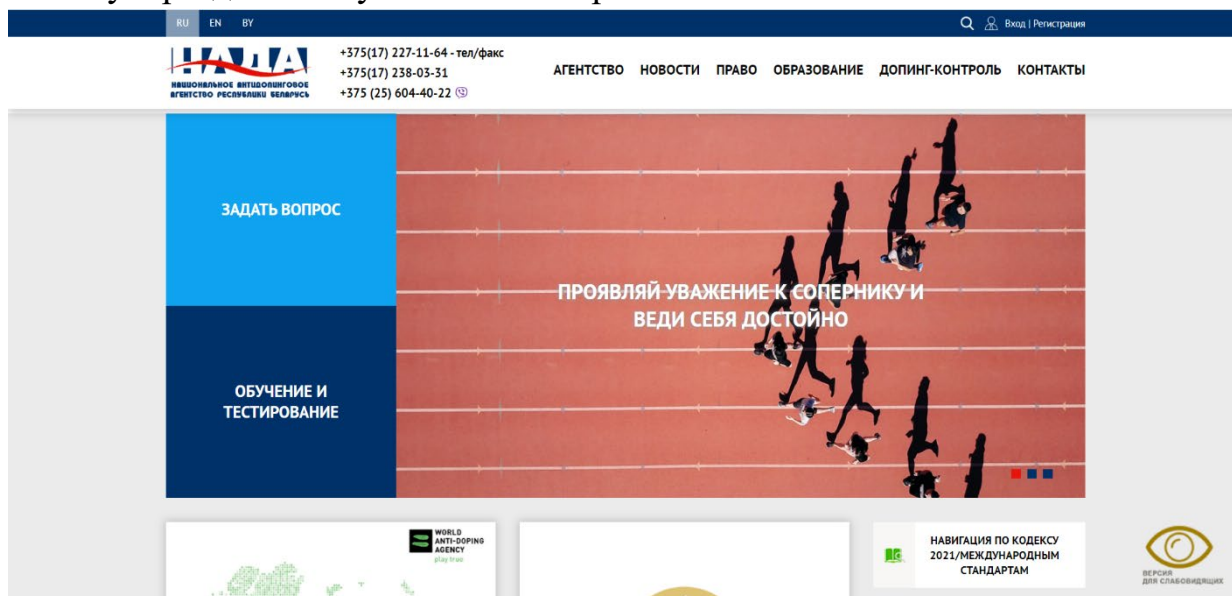 RU EN BY
Вход | Регистрация
НАДА
НАЦИОНАЛЬНОЕ АНТИДОПИНГОВОЕ
АГЕНТСТВО РЕСПУБЛИКИ БЕЛАРУСЬ
+375(17) 227-11-64 - тел/факс
+375(17) 238-03-31
+375 (25) 604-40-22
АГЕНТСТВО НОВОСТИ ПРАВО ОБРАЗОВАНИЕ ДОПИНГ-КОНТРОЛЬ КОНТАКТЫ
ЗАДАТЬ ВОПРОС
ОБУЧЕНИЕ И
ТЕСТИРОВАНИЕ
ПРОЯВЛЯЙ УВАЖЕНИЕ К СОПЕРНИКУ И
ВЕДИ СЕБЯ ДОСТОЙНО
WORLD
ANTI-DOPING
AGENCY
play true
НАВИГАЦИЯ ПО КОДЕКСУ
2021/МЕЖДУНАРОДНЫМ
СТАНДАРТАМ
ВЕРСИЯ
ДЛЯ СЛАБОВИДЯЩИХ